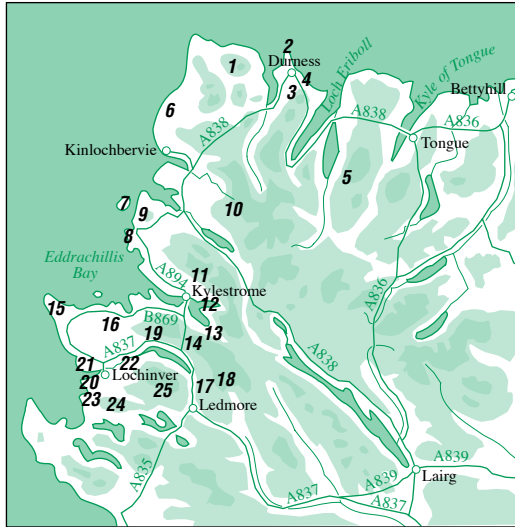 2
1
Durness
4
3
Loch Eriboll
Kyle of Tongue
Bettyhill
6
A838
A838
A836
Kinlochbervie
Tongue
5
7
9
10
8
Eddrachillis
Bay
11
A894
Kylestrome
12
A836
15
16
B869
13
19
14
A837
A838
21
22
20
Lochinver
17
18
23
24
25
Ledmore
A835
A837
A839
A839
Lairg
A837